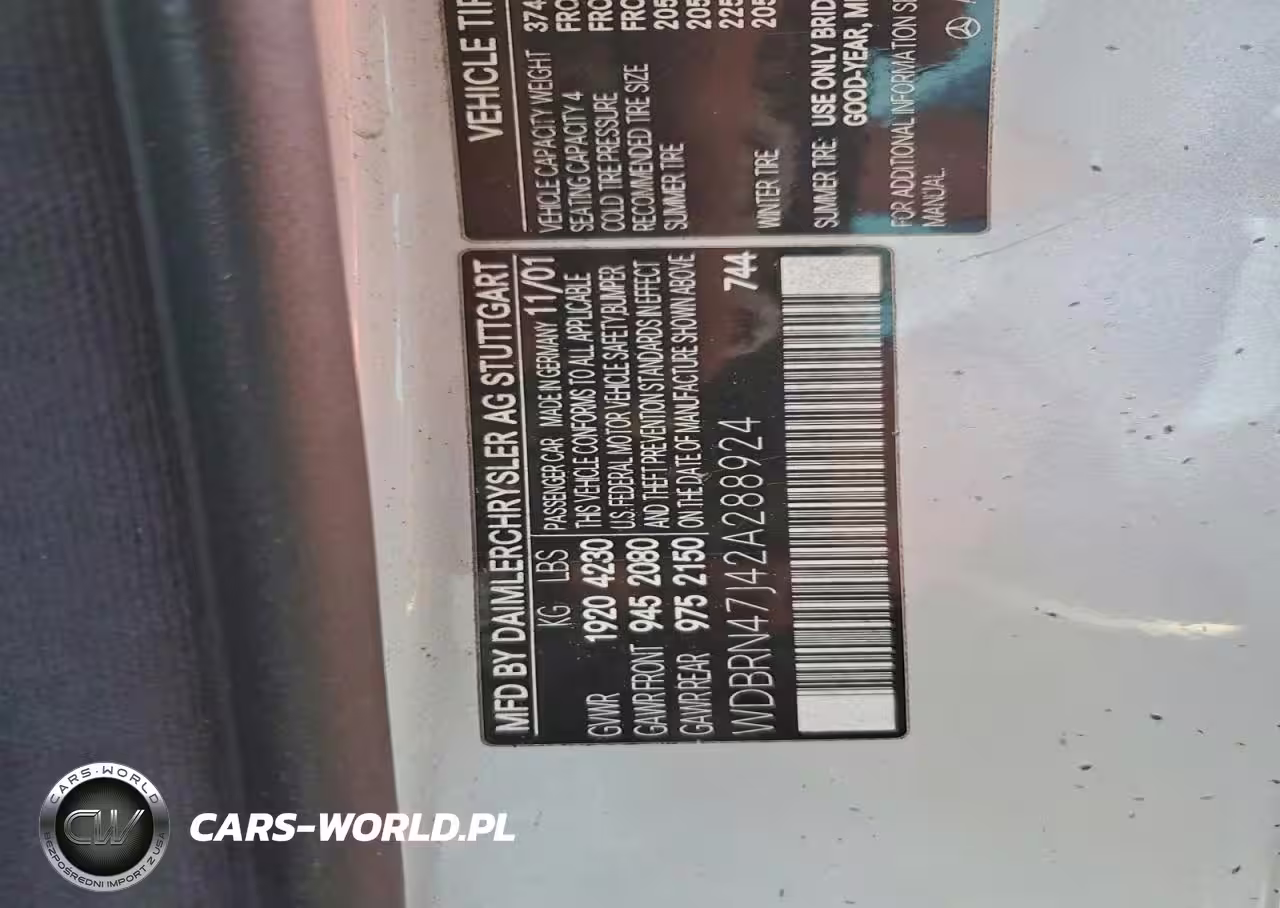 MFD BY DAIMLERCHRYSLER AG STUTTGART
KG LBS
GVWR 1920 4230
GAWR FRONT 945 2080
GAWR REAR 975 2150
PASSENGER CAR MADE IN GERMANY 11/01
THIS VEHICLE CONFORMS TO ALL APPLICABLE
U.S. FEDERAL MOTOR VEHICLE SAFETY, BUMPER
AND THEFT PREVENTION STANDARDS IN EFFECT
ON THE DATE OF MANUFACTURE SHOWN ABOVE
WDBRN47J42A288924 744
VEHICLE
VEHICLE CAPACITY WEIGHT 374
SEATING CAPACITY 4
COLD TIRE PRESSURE
RECOMMENDED TIRE SIZE
SUMMER TIRE
WINTER TIRE
SUMMER TIRE: USE ONLY
GOOD-YEAR,
FOR ADDITIONAL INFORMATION
MANUAL.
CARS-WORLD
CW
BEZPOŚREDNI IMPORT Z USA
CARS-WORLD.PL